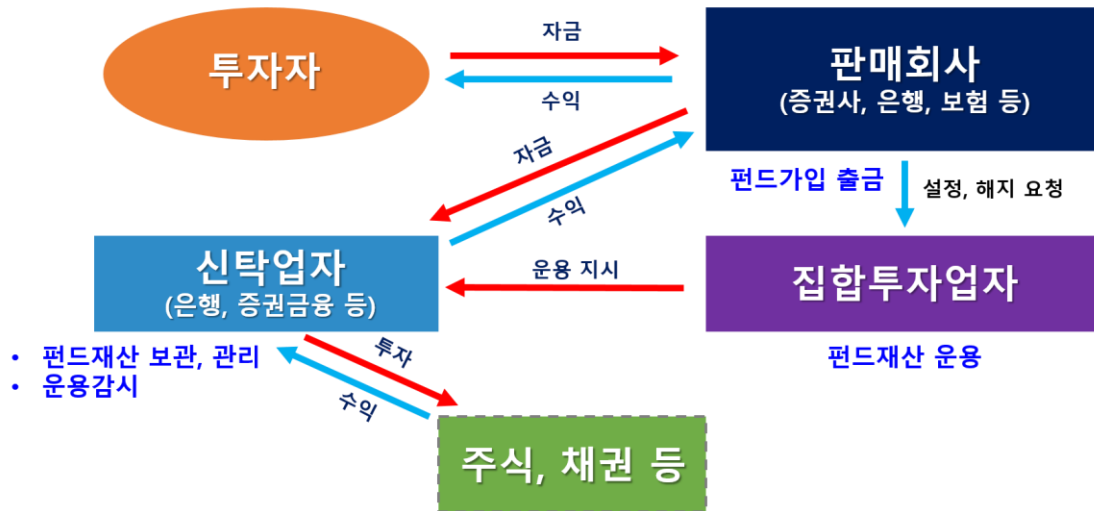 투자자
자금
수익
판매회사
(증권사, 은행, 보험 등)
자금
수익
펀드가입 출금
설정, 해지 요청
신탁업자
(은행, 증권금융 등)
운용 지시
집합투자업자
• 펀드재산 보관, 관리
• 운용감시
투자
수익
펀드재산 운용
주식, 채권 등